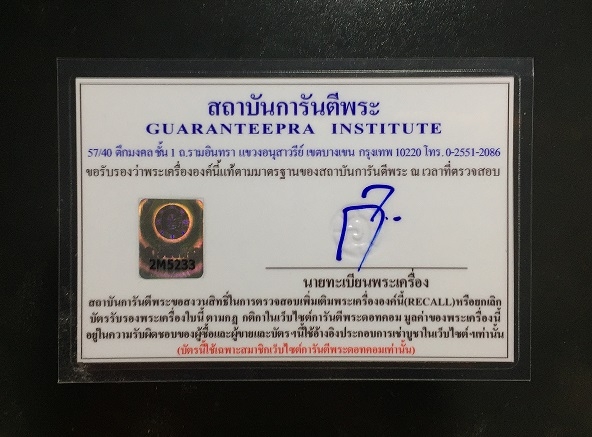 สถาบันการันตีพระ
GUARANTEEPRA INSTITUTE
57/40 ตึกมงคล ชั้น 1 ถ.รามอินทรา แขวงอนุสาวรีย์ เขตบางเขน กรุงเทพ 10220 โทร. 0-2551-2086
ขอรับรองว่าพระเครื่ององค์นี้แท้ตามมาตรฐานของสถาบันการันตีพระ ณ เวลาที่ตรวจสอบ
2M5233
นายทะเบียนพระเครื่อง
สถาบันการันตีพระขอสงวนสิทธิ์ในการตรวจสอบเพิ่มเติมพระเครื่ององค์นี้(RECALL)หรือยกเลิก
บัตรรับรองพระเครื่องใบนี้ ตามกฎ กติกาในเว็บไซต์การันตีพระดอทคอม มูลค่าของพระเครื่องนี้
อยู่ในความรับผิดชอบของผู้ซื้อและผู้ขายและบัตรฯนี้ใช้อ้างอิงประกอบการเช่าบูชาในเว็บไซต์ฯเท่านั้น
(บัตรนี้ใช้เฉพาะสมาชิกเว็บไซต์การันตีพระดอทคอมเท่านั้น)